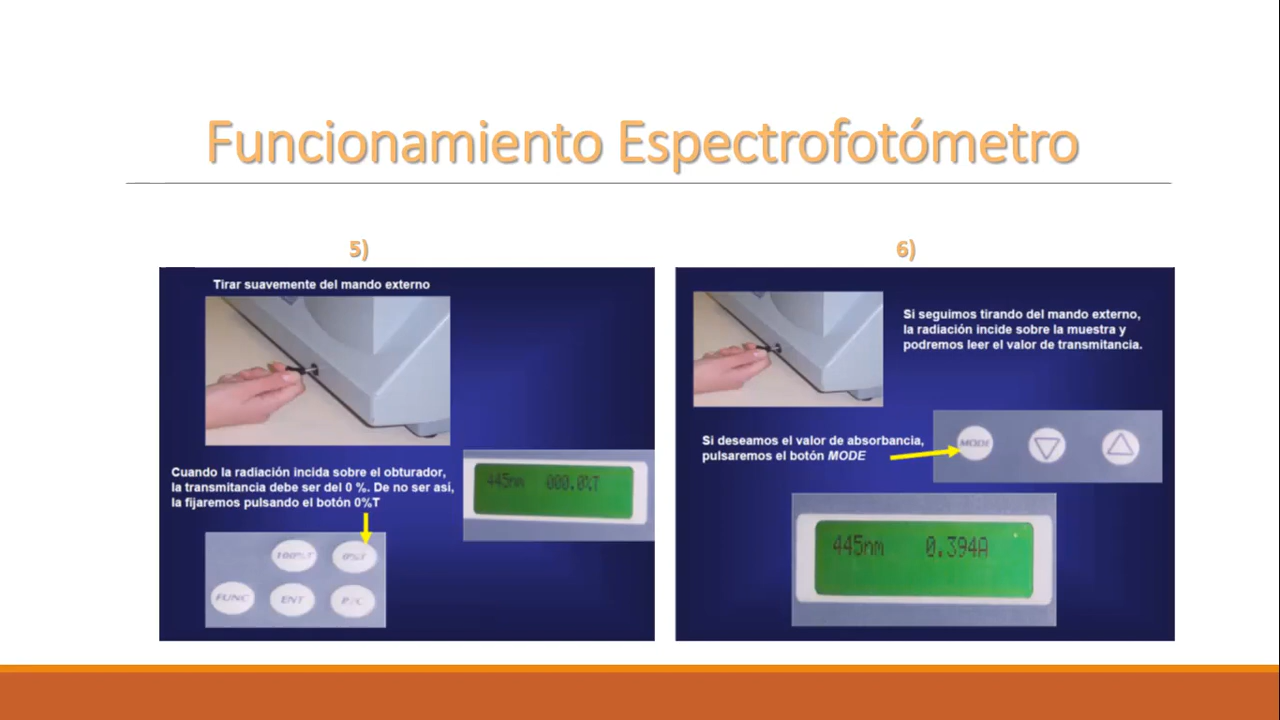 Funcionamiento Espectrofotómetro
5)
Tirar suavemente del mando externo
Cuando la radiación incida sobre el obturador,
la transmitancia debe ser del 0 %. De no ser así,
la fijaremos pulsando el botón 0%T
445nm 000.0%T
100%T 0%T
FUNC ENT P/C
6)
Si seguimos tirando del mando externo,
la radiación incide sobre la muestra y
podremos leer el valor de transmitancia.
Si deseamos el valor de absorbancia,
pulsaremos el botón MODE
MODE
445nm 0.394A